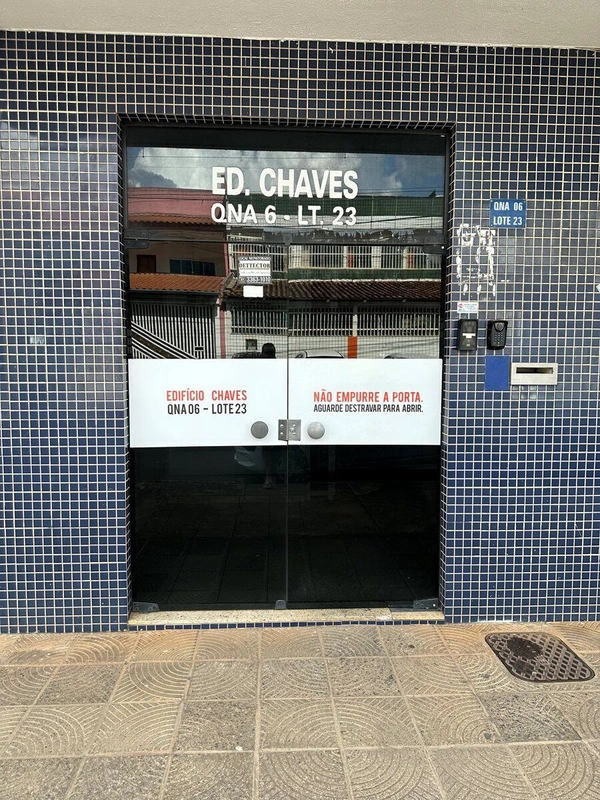 ED. CHAVES
QNA 6 - LT. 23
QNA 06
LOTE 23
DETTECTOR
EDIFÍCIO CHAVES
QNA 06 - LOTE 23
NÃO EMPURRE A PORTA.
AGUARDE DESTRAVAR PARA ABRIR.